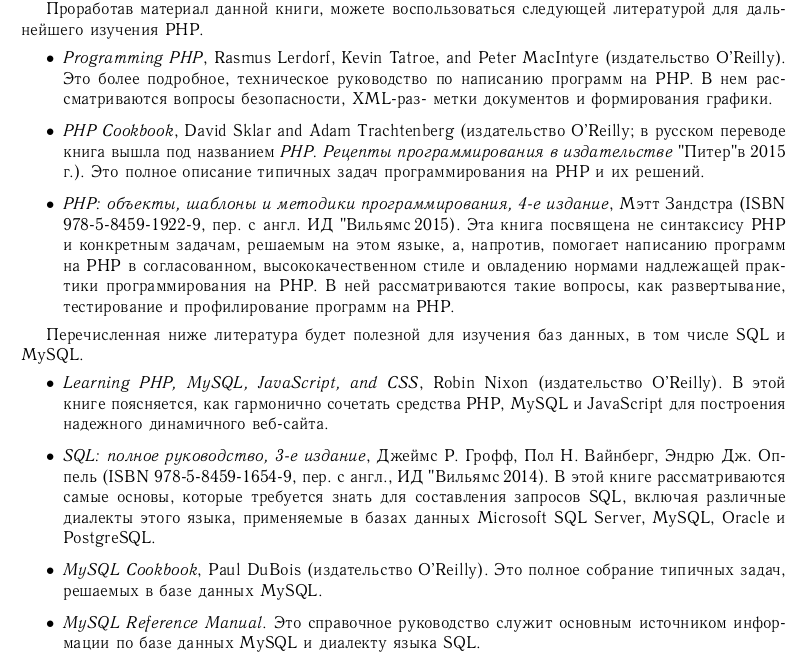 Проработав материал данной книги, можете воспользоваться следующей литературой для даль-
нейшего изучения PHP.
• Programming PHP, Rasmus Lerdorf, Kevin Tatroe, and Peter MacIntyre (издательство O'Reilly).
Это более подробное, техническое руководство по написанию программ на PHP. В нем рас-
сматриваются вопросы безопасности, XML-раз- метки документов и формирования графики.
• PHP Cookbook, David Sklar and Adam Trachtenberg (издательство O'Reilly; в русском переводе
книга вышла под названием PHP. Рецепты программирования в издательстве "Питер"в 2015
г.). Это полное описание типичных задач программирования на PHP и их решений.
• PHP: объекты, шаблоны и методики программирования, 4-е издание, Мэтт Зандстра (ISBN
978-5-8459-1922-9, пер. с англ. ИД "Вильямс 2015). Эта книга посвящена не синтаксису PHP
и конкретным задачам, решаемым на этом языке, а, напротив, помогает написанию программ
на PHP в согласованном, высококачественном стиле и овладению нормами надлежащей прак-
тики программирования на PHP. В ней рассматриваются такие вопросы, как развертывание,
тестирование и профилирование программ на PHP.
Перечисленная ниже литература будет полезной для изучения баз данных, в том числе SQL и
MySQL.
• Learning PHP, MySQL, JavaScript, and CSS, Robin Nixon (издательство O'Reilly). В этой
книге поясняется, как гармонично сочетать средства PHP, MySQL и JavaScript для построения
надежного динамичного веб-сайта.
• SQL: полное руководство, 3-е издание, Джеймс Р. Грофф, Пол Н. Вайнберг, Эндрю Дж. Оп-
пель (ISBN 978-5-8459-1654-9, пер. с англ., ИД "Вильямс 2014). В этой книге рассматриваются
самые основы, которые требуется знать для составления запросов SQL, включая различные
диалекты этого языка, применяемые в базах данных Microsoft SQL Server, MySQL, Oracle и
PostgreSQL.
• MySQL Cookbook, Paul DuBois (издательство O'Reilly). Это полное собрание типичных задач,
решаемых в базе данных MySQL.
• MySQL Reference Manual. Это справочное руководство служит основным источником инфор-
мации по базе данных MySQL и диалекту языка SQL.